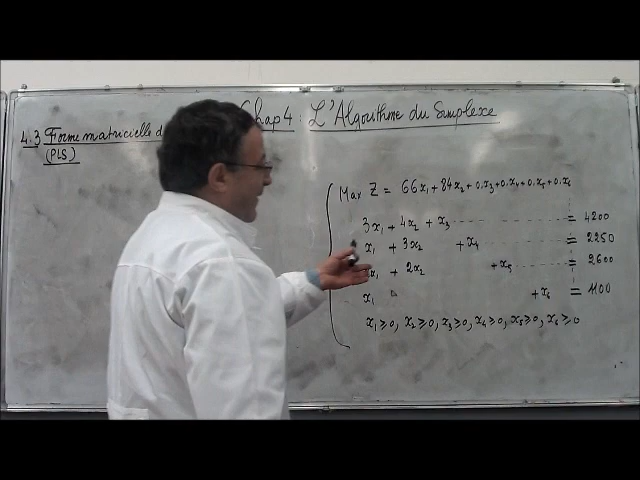 Chap 4 : L'Algorithme du Simplexe
4.3 Forme matricielle d
(PLS)
Max Z = 66x₁ + 84x₂ + 0.x₃ + 0.x₄ + 0.x₅ + 0.x₆
3x₁ + 4x₂ + x₃ = 4200
x₁ + 3x₂ + x₄ = 2250
x₁ + 2x₂ + x₅ = 2600
x₁ + x₆ = 1100
x₁ ≥ 0, x₂ ≥ 0, x₃ ≥ 0, x₄ ≥ 0, x₅ ≥ 0, x₆ ≥ 0